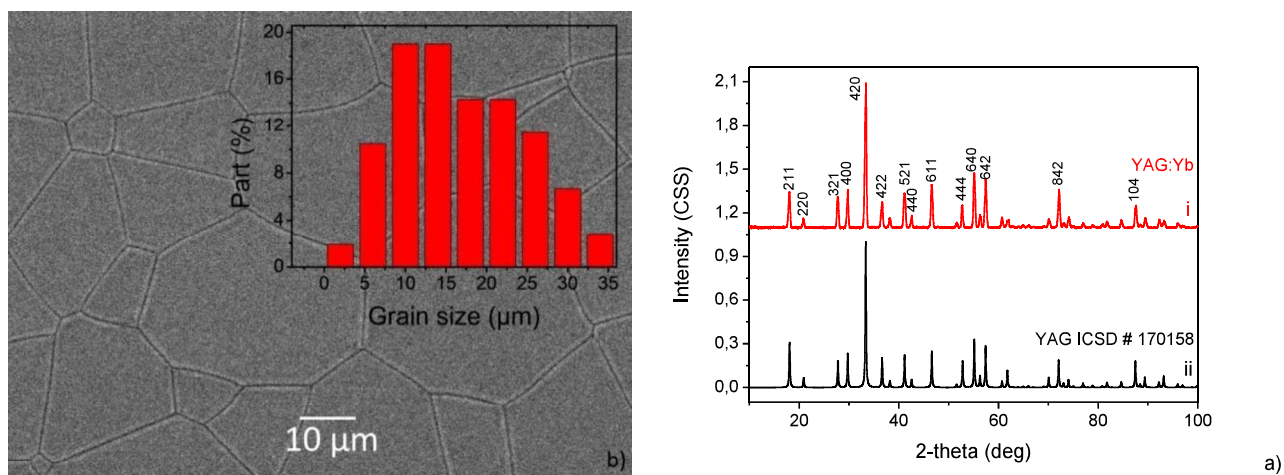 20
16
12
8
4
0
Part (%)
0 5 10 15 20 25 30 35
Grain size (µm)
10 µm
b)
2,1
1,8
1,5
1,2
0,9
0,6
0,3
0,0
Intensity (CSS)
211
220
321
400
420
422
521
440
611
444
640
642
842
104
YAG:Yb
i
YAG ICSD # 170158
ii
20 40 60 80 100
2-theta (deg)
a)